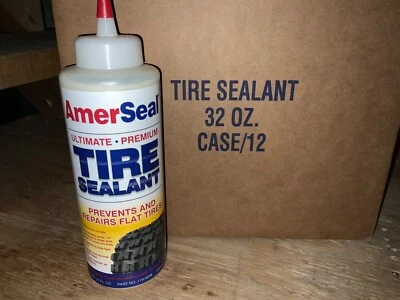 AmerSeal
ULTIMATE • PREMIUM
TIRE
SEALANT
PREVENTS AND
REPAIRS FLAT TIRES
TIRE SEALANT
32 OZ.
CASE/12